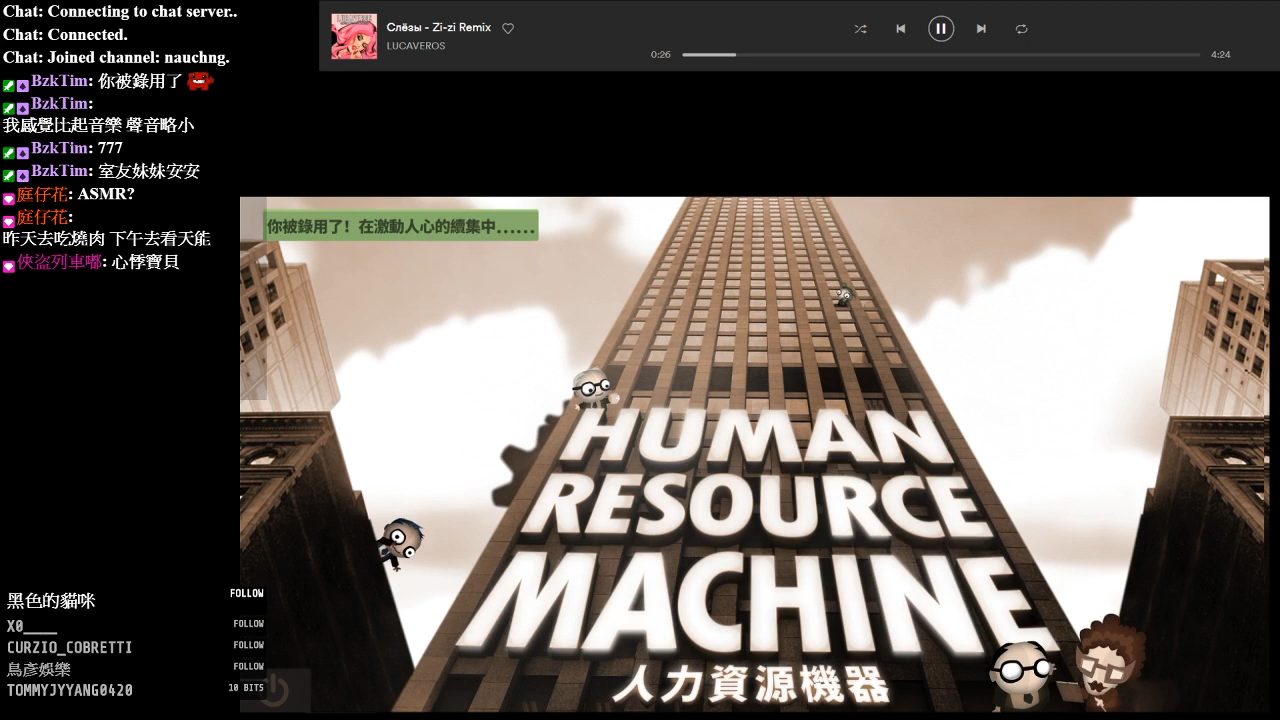 Chat: Connecting to chat server..
Chat: Connected.
Chat: Joined channel: nauchng.
BzkTim: 你被錄用了
BzkTim:
我感覺比起音樂 聲音略小
BzkTim: 777
BzkTim: 室友妹妹安安
庭仔花: ASMR?
庭仔花:
昨天去吃燒肉 下午去看天能
俠盜列車嘟: 心悸寶貝
Слёзы - Zi-zi Remix
LUCAVEROS
0:26
4:24
你被錄用了！在激動人心的續集中……
HUMAN
RESOURCE
MACHINE
人力資源機器
黑色的貓咪 FOLLOW
X0____ FOLLOW
CURZIO_COBRETTI FOLLOW
鳥彥娛樂 FOLLOW
TOMMYJYYANG0420 10 BITS